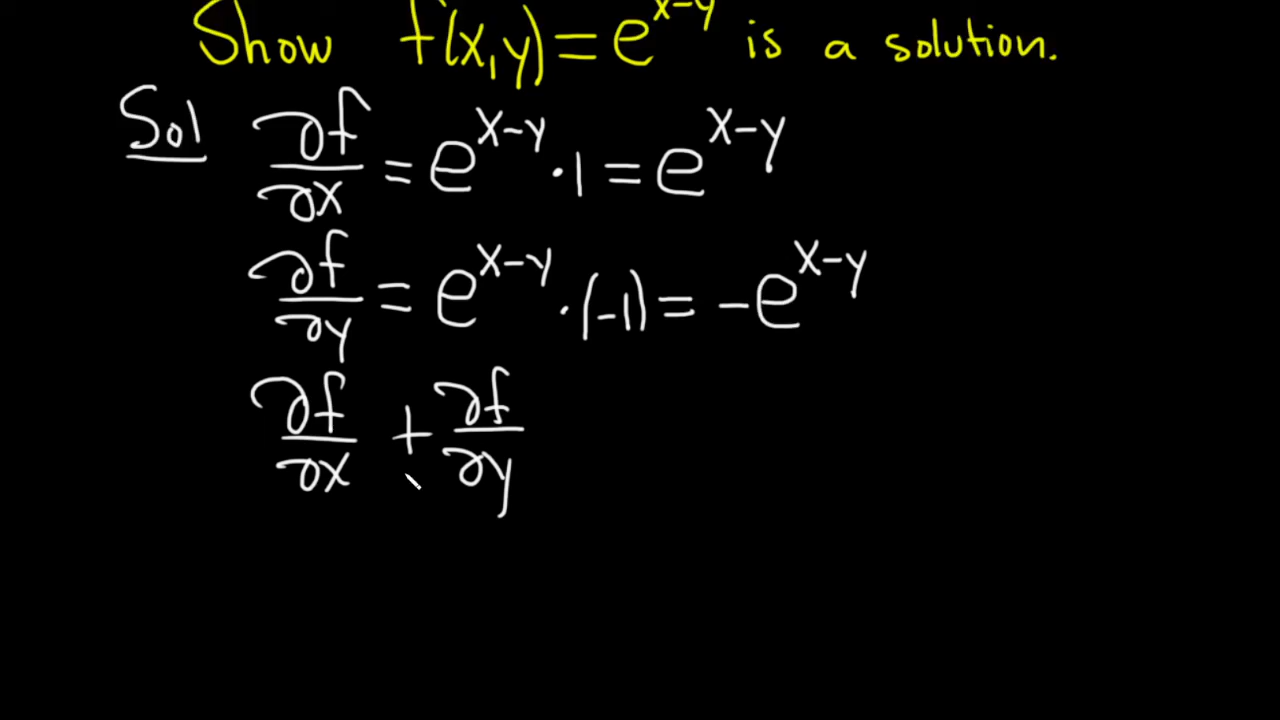 Show f(x,y) = e^{x-y} is a solution.
Sol ∂f/∂x = e^{x-y} · 1 = e^{x-y}
∂f/∂y = e^{x-y} · (-1) = -e^{x-y}
∂f/∂x + ∂f/∂y